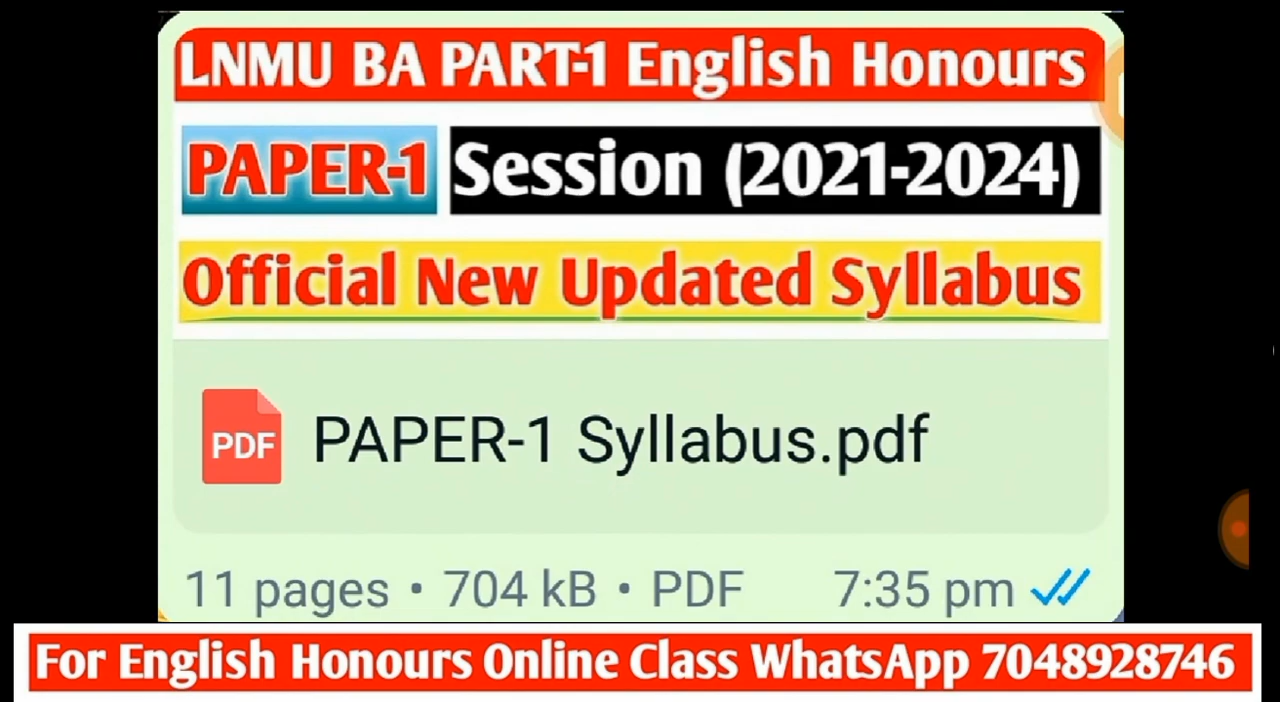 LNMU BA PART-1 English Honours
PAPER-1 Session (2021-2024)
Official New Updated Syllabus
PDF PAPER-1 Syllabus.pdf
11 pages • 704 kB • PDF 7:35 pm
For English Honours Online Class WhatsApp 7048928746